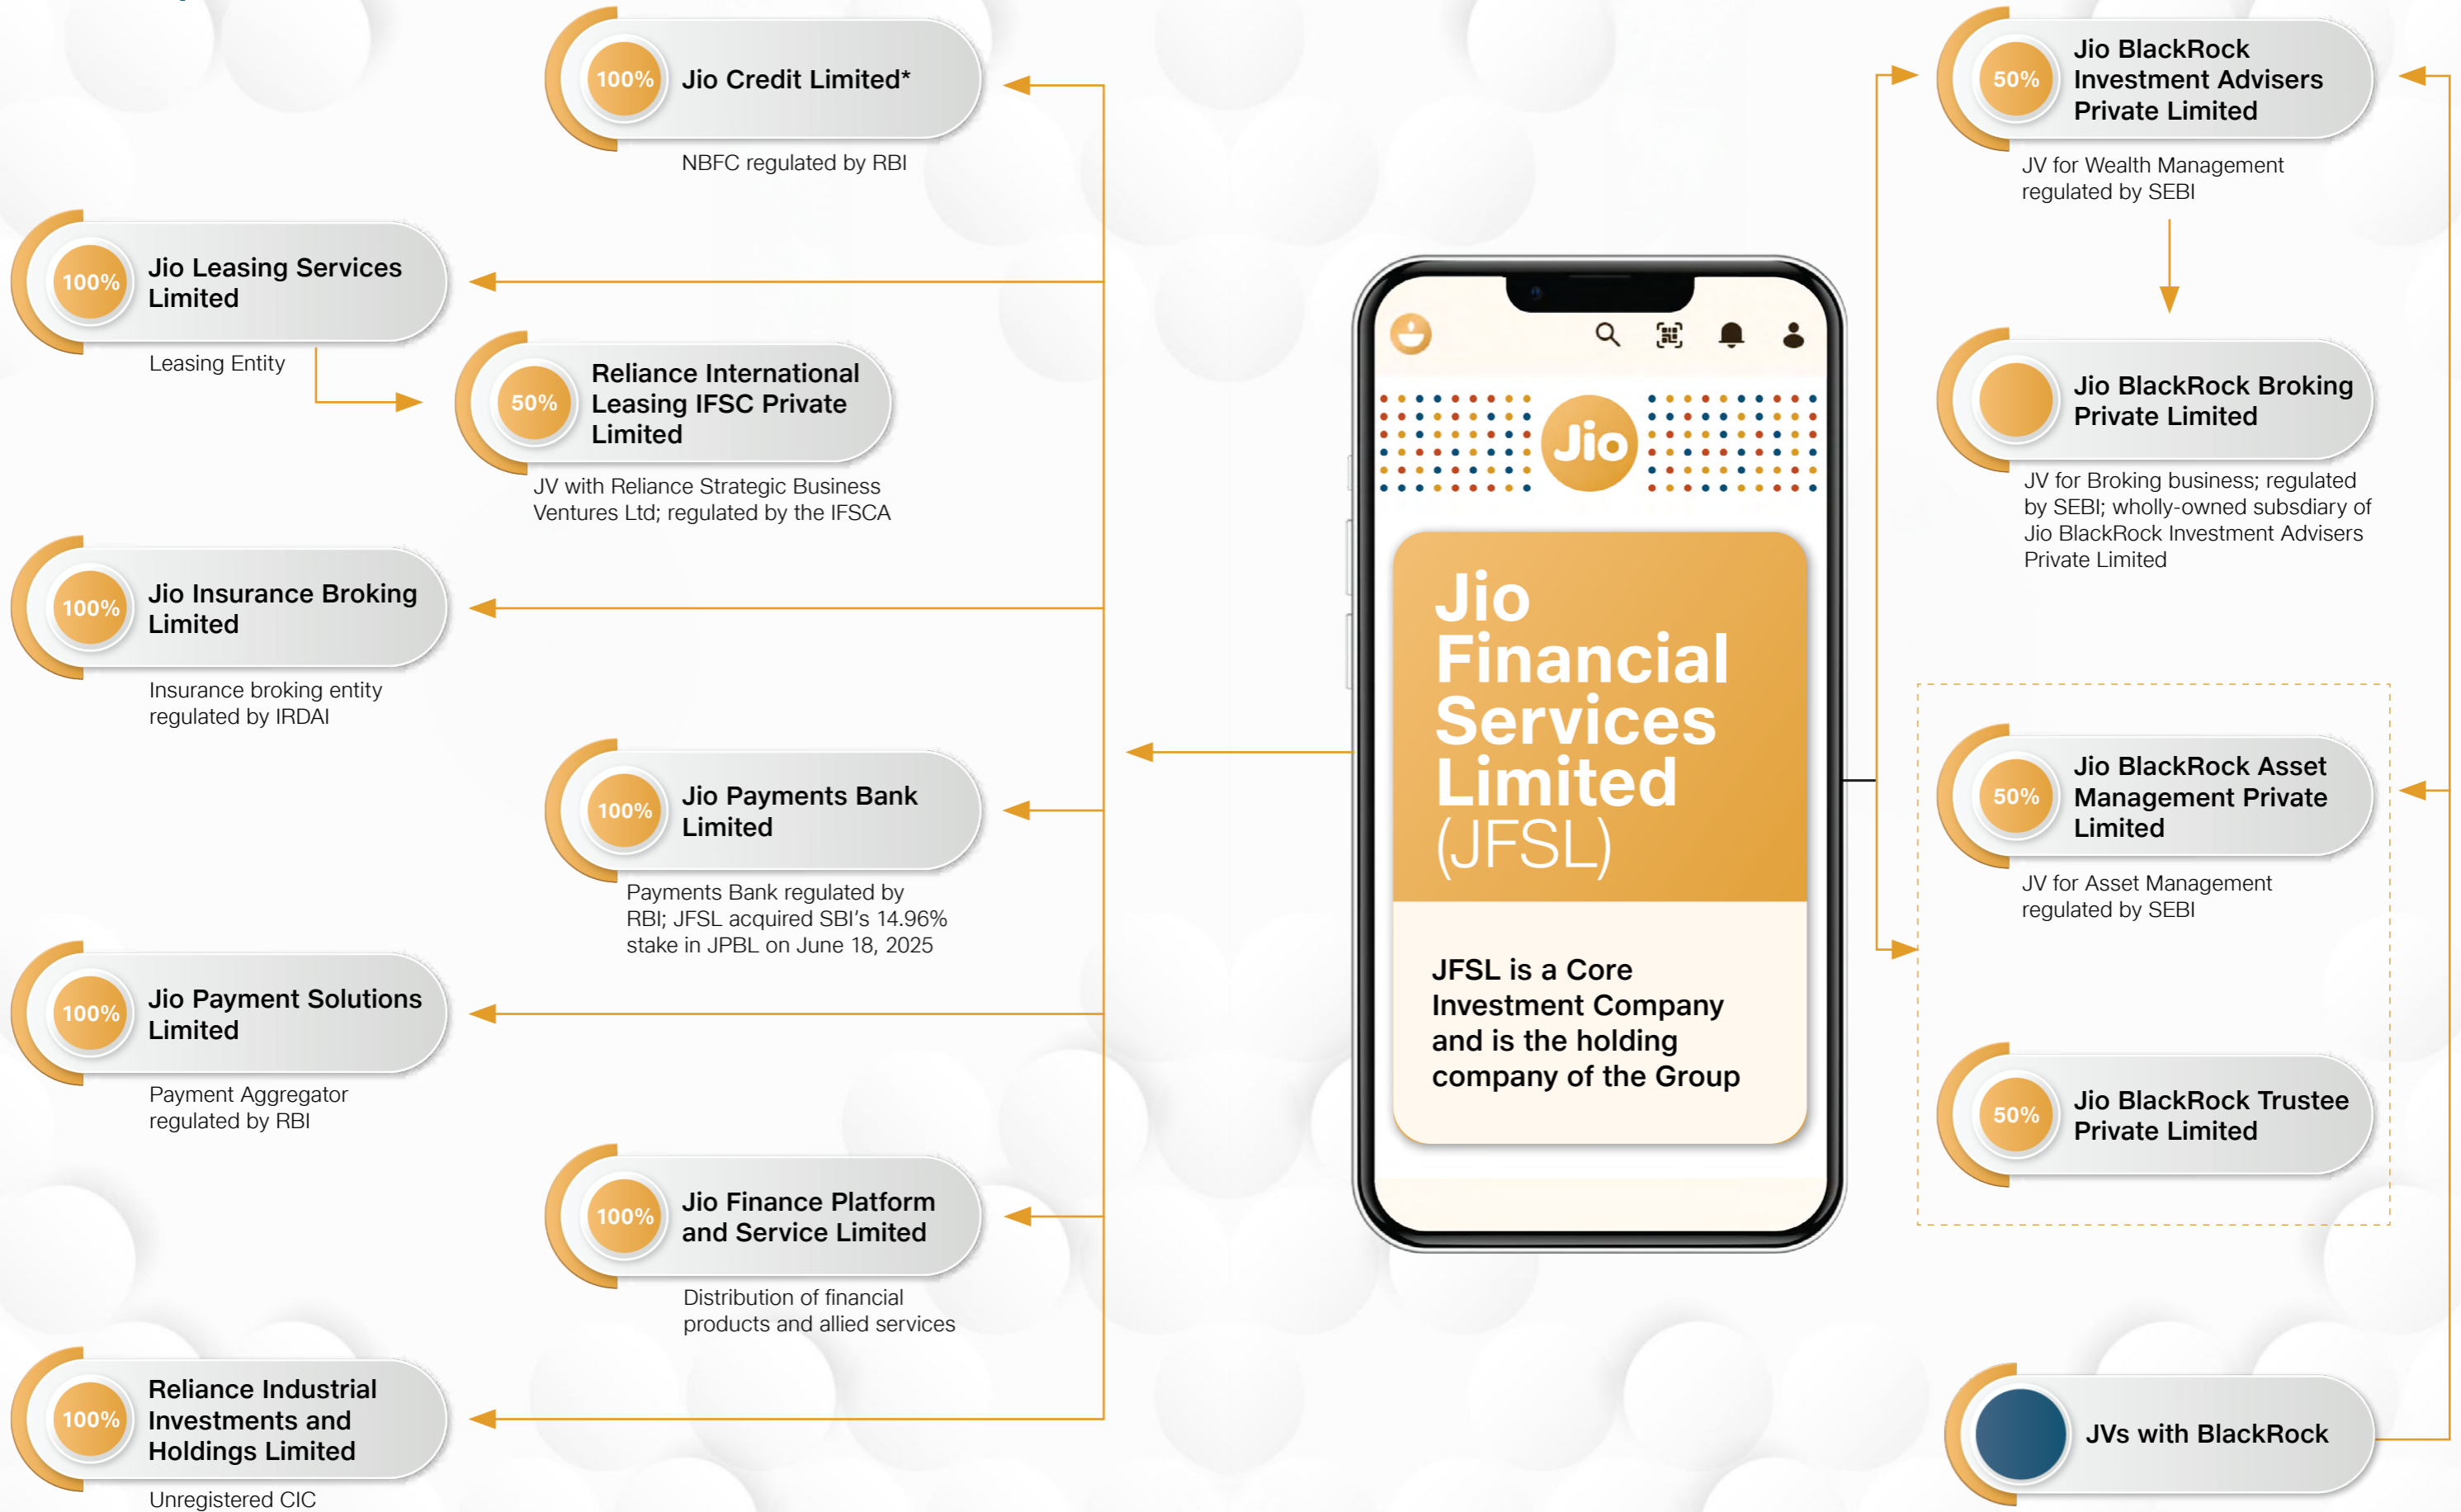 100%
Jio Credit Limited*
NBFC regulated by RBI
100%
Jio Leasing Services
Limited
Leasing Entity
50%
Reliance International
Leasing IFSC Private
Limited
JV with Reliance Strategic Business
Ventures Ltd; regulated by the IFSCA
100%
Jio Insurance Broking
Limited
Insurance broking entity
regulated by IRDAI
100%
Jio Payments Bank
Limited
Payments Bank regulated by
RBI; JFSL acquired SBI's 14.96%
stake in JPBL on June 18, 2025
100%
Jio Payment Solutions
Limited
Payment Aggregator
regulated by RBI
100%
Jio Finance Platform
and Service Limited
Distribution of financial
products and allied services
100%
Reliance Industrial
Investments and
Holdings Limited
Unregistered CIC
Jio
Jio
Financial
Services
Limited
(JFSL)
JFSL is a Core
Investment Company
and is the holding
company of the Group
50%
Jio BlackRock
Investment Advisers
Private Limited
JV for Wealth Management
regulated by SEBI
Jio BlackRock Broking
Private Limited
JV for Broking business; regulated
by SEBI; wholly-owned subsdiary of
Jio BlackRock Investment Advisers
Private Limited
50%
Jio BlackRock Asset
Management Private
Limited
JV for Asset Management
regulated by SEBI
50%
Jio BlackRock Trustee
Private Limited
JVs with BlackRock